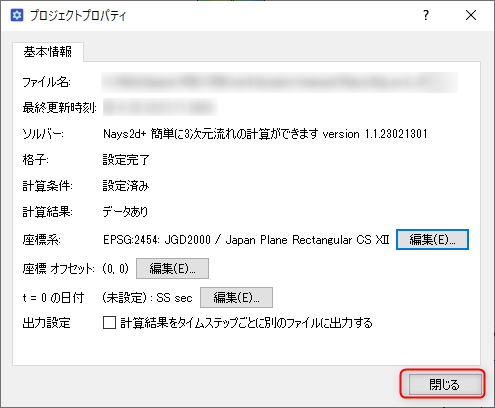 プロジェクトプロパティ
基本情報
ファイル名:
最終更新時刻:
ソルバー: Nays2d+ 簡単に3次元流れの計算ができます version 1.1.23021301
格子: 設定完了
計算条件: 設定済み
計算結果: データあり
座標系: EPSG:2454: JGD2000 / Japan Plane Rectangular CS XII 編集(E)...
座標 オフセット: (0, 0) 編集(E)...
t = 0 の日付 (未設定) : SS sec 編集(E)...
出力設定 計算結果をタイムステップごとに別のファイルに出力する
閉じる